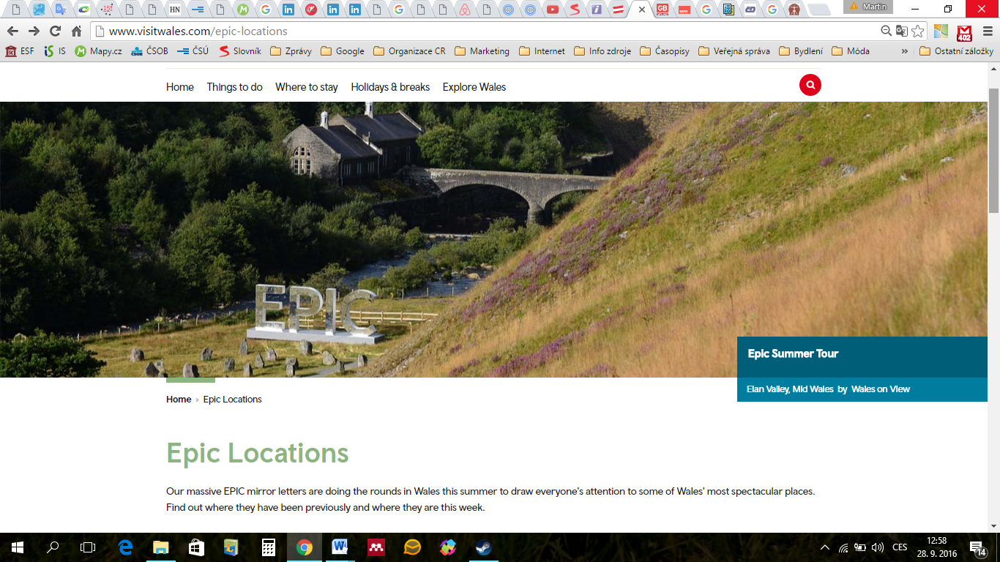 HN
15!
Martin
GB
www.visitwales.com/epic-locations
402
ESF
IS
Mapy.cz
ČSOB
ČSÚ
Slovník
Zprávy
Google
Organizace CR
Marketing
Internet
Info zdroje
Časopisy
Veřejná správa
Bydlení
Móda
»
Ostatní záložky
Home Things to do Where to stay Holidays & breaks Explore Wales
EPIC
Epic Summer Tour
Elan Valley, Mid Wales by Wales on View
Home › Epic Locations
Epic Locations
Our massive EPIC mirror letters are doing the rounds in Wales this summer to draw everyone's attention to some of Wales' most spectacular places.
Find out where they have been previously and where they are this week.
CES
12:58
28. 9. 2016
14